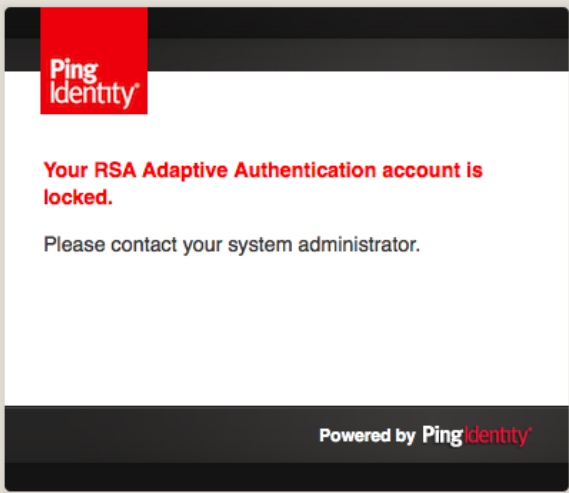 Ping
Identity®
Your RSA Adaptive Authentication account is
locked.
Please contact your system administrator.
Powered by PingIdentity®